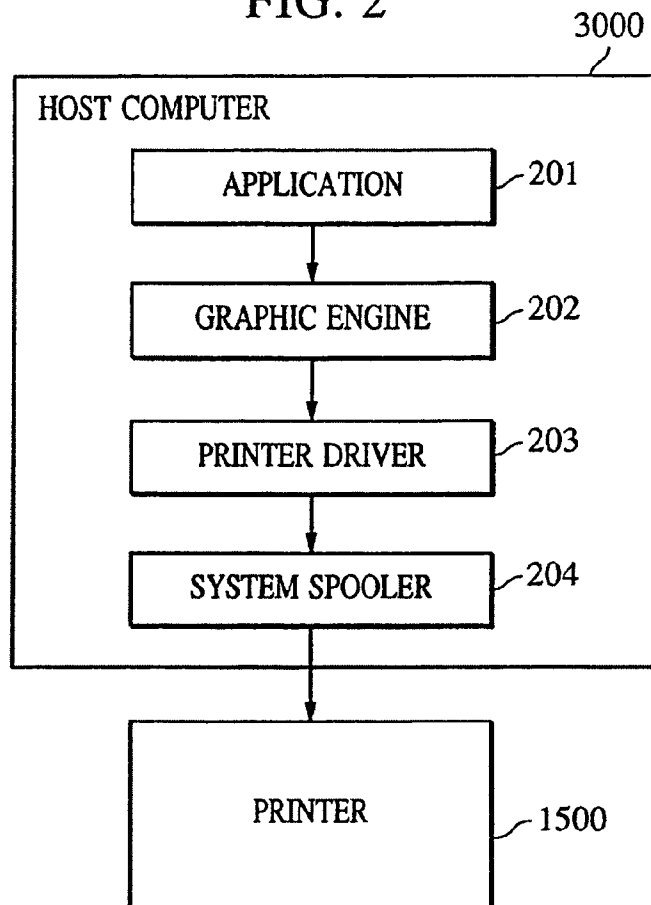 FIG. 2
3000
HOST COMPUTER
APPLICATION
201
GRAPHIC ENGINE
202
PRINTER DRIVER
203
SYSTEM SPOOLER
204
PRINTER
1500